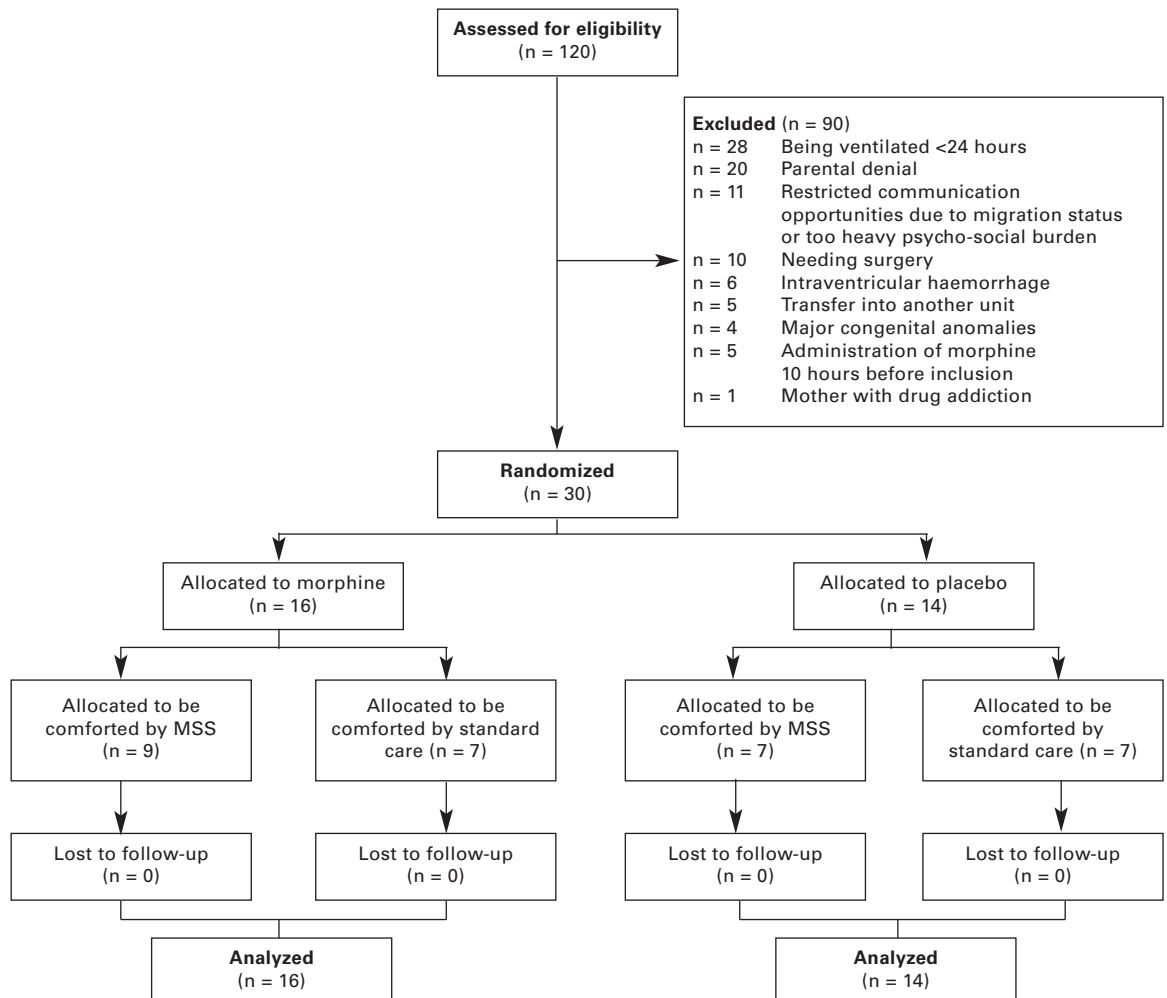 Assessed for eligibility
(n = 120)
Excluded (n = 90)
n = 28 Being ventilated <24 hours
n = 20 Parental denial
n = 11 Restricted communication
opportunities due to migration status
or too heavy psycho-social burden
n = 10 Needing surgery
n = 6 Intraventricular haemorrhage
n = 5 Transfer into another unit
n = 4 Major congenital anomalies
n = 5 Administration of morphine
10 hours before inclusion
n = 1 Mother with drug addiction
Randomized
(n = 30)
Allocated to morphine
(n = 16)
Allocated to placebo
(n = 14)
Allocated to be
comforted by MSS
(n = 9)
Allocated to be
comforted by standard
care (n = 7)
Allocated to be
comforted by MSS
(n = 7)
Allocated to be
comforted by
standard care (n = 7)
Lost to follow-up
(n = 0)
Lost to follow-up
(n = 0)
Lost to follow-up
(n = 0)
Lost to follow-up
(n = 0)
Analyzed
(n = 16)
Analyzed
(n = 14)